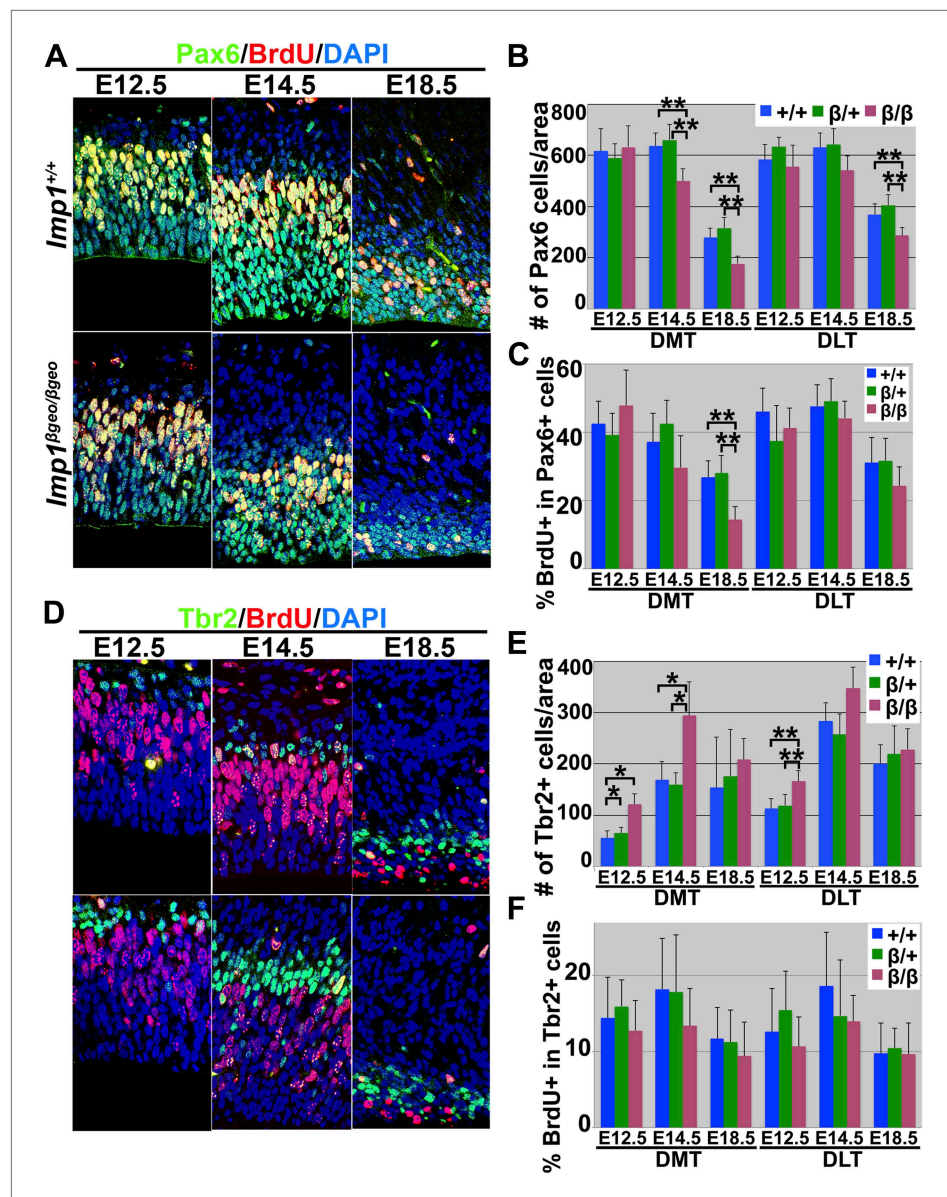 A
Pax6/BrdU/DAPI
E12.5 E14.5 E18.5
Imp1+/+
Imp1βgeo/βgeo
B
# of Pax6 cells/area
800
600
400
200
0
+/+ β/+ β/β
** ** ** ** ** **
E12.5 E14.5 E18.5 E12.5 E14.5 E18.5
DMT DLT
C
% BrdU+ in Pax6+ cells
60
40
20
0
+/+
β/+
β/β
** **
E12.5 E14.5 E18.5 E12.5 E14.5 E18.5
DMT DLT
D
Tbr2/BrdU/DAPI
E12.5 E14.5 E18.5
E
# of Tbr2+ cells/area
400
300
200
100
0
+/+
β/+
β/β
* * * * ** **
E12.5 E14.5 E18.5 E12.5 E14.5 E18.5
DMT DLT
F
% BrdU+ in Tbr2+ cells
20
10
0
+/+
β/+
β/β
E12.5 E14.5 E18.5 E12.5 E14.5 E18.5
DMT DLT